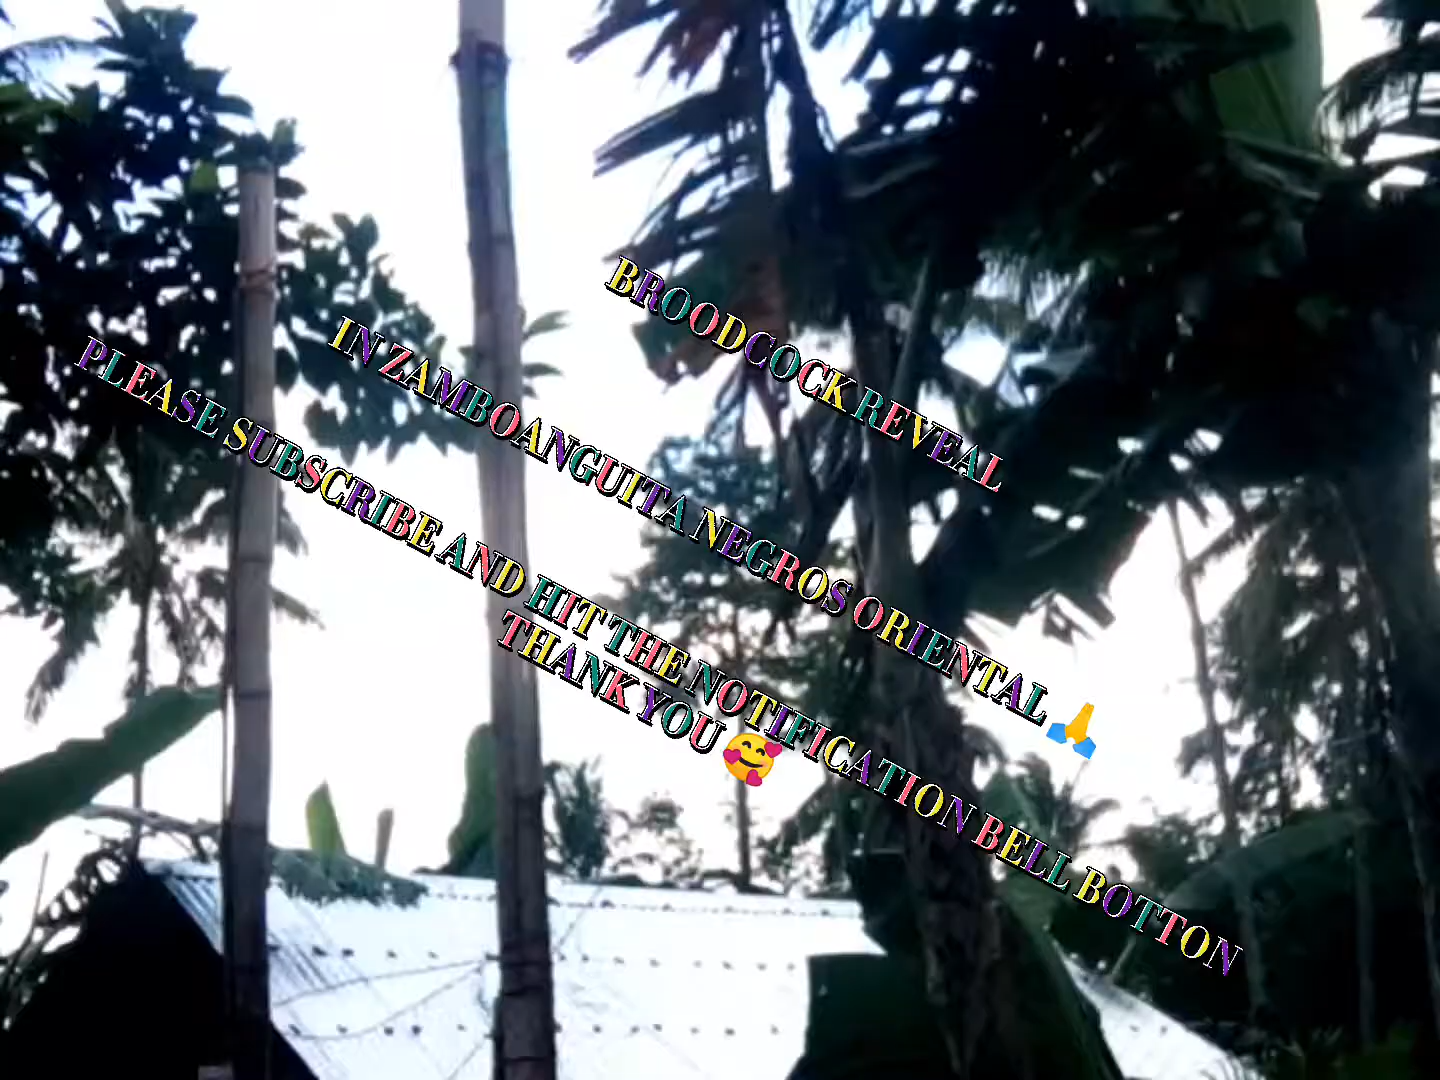 BROODCOCK REVEAL
IN ZAMBOANGUITA NEGROS ORIENTAL 🙏
PLEASE SUBSCRIBE AND HIT THE NOTIFICATION BELL BOTTON
THANK YOU 🥰